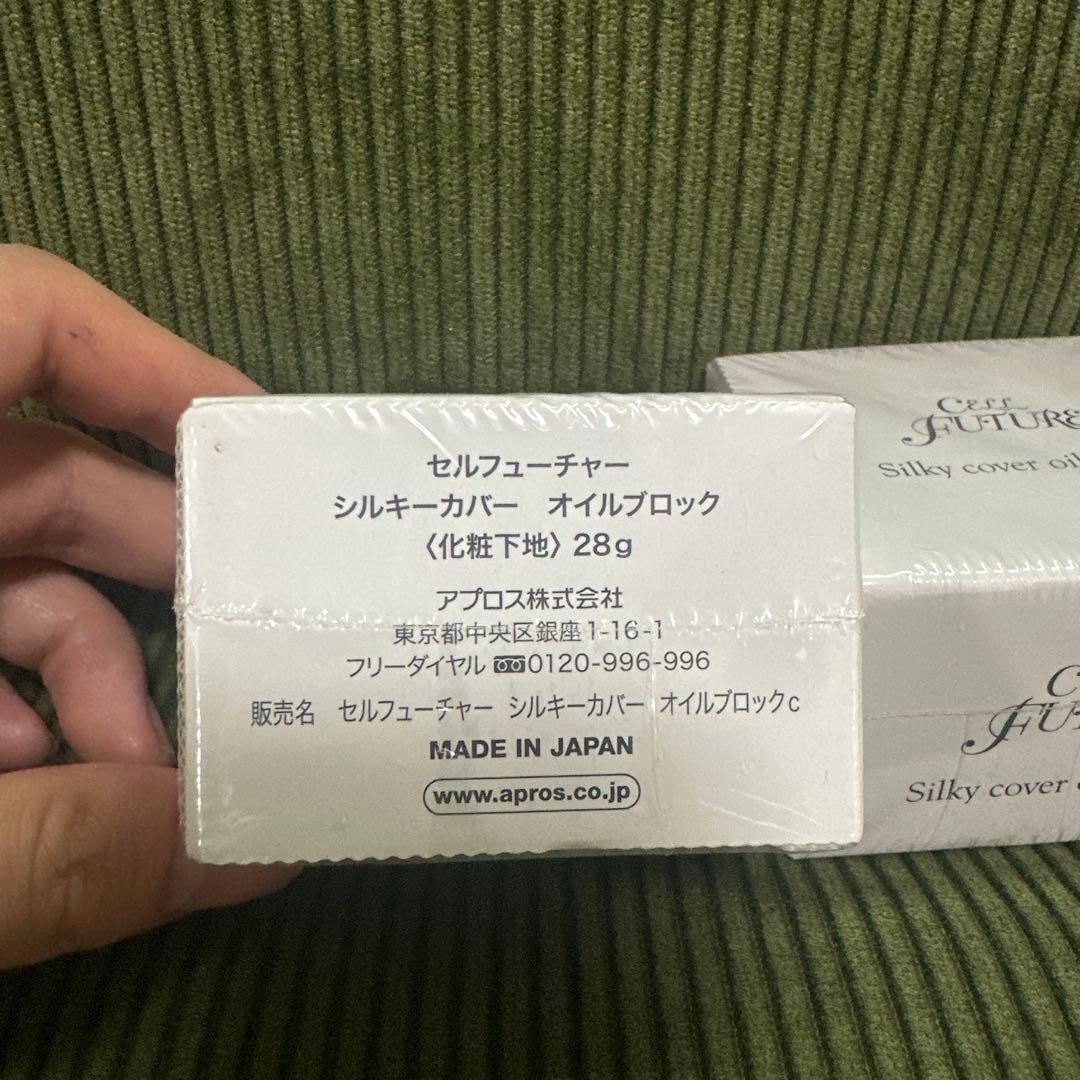 セルフューチャー
シルキーカバー　オイルブロック
〈化粧下地〉28g
アプロス株式会社
東京都中央区銀座1-16-1
フリーダイヤル 0120-996-996
販売名　セルフューチャー　シルキーカバー　オイルブロックc
MADE IN JAPAN
www.apros.co.jp
CELL
FUTURE
Silky cover oil
Silky cover